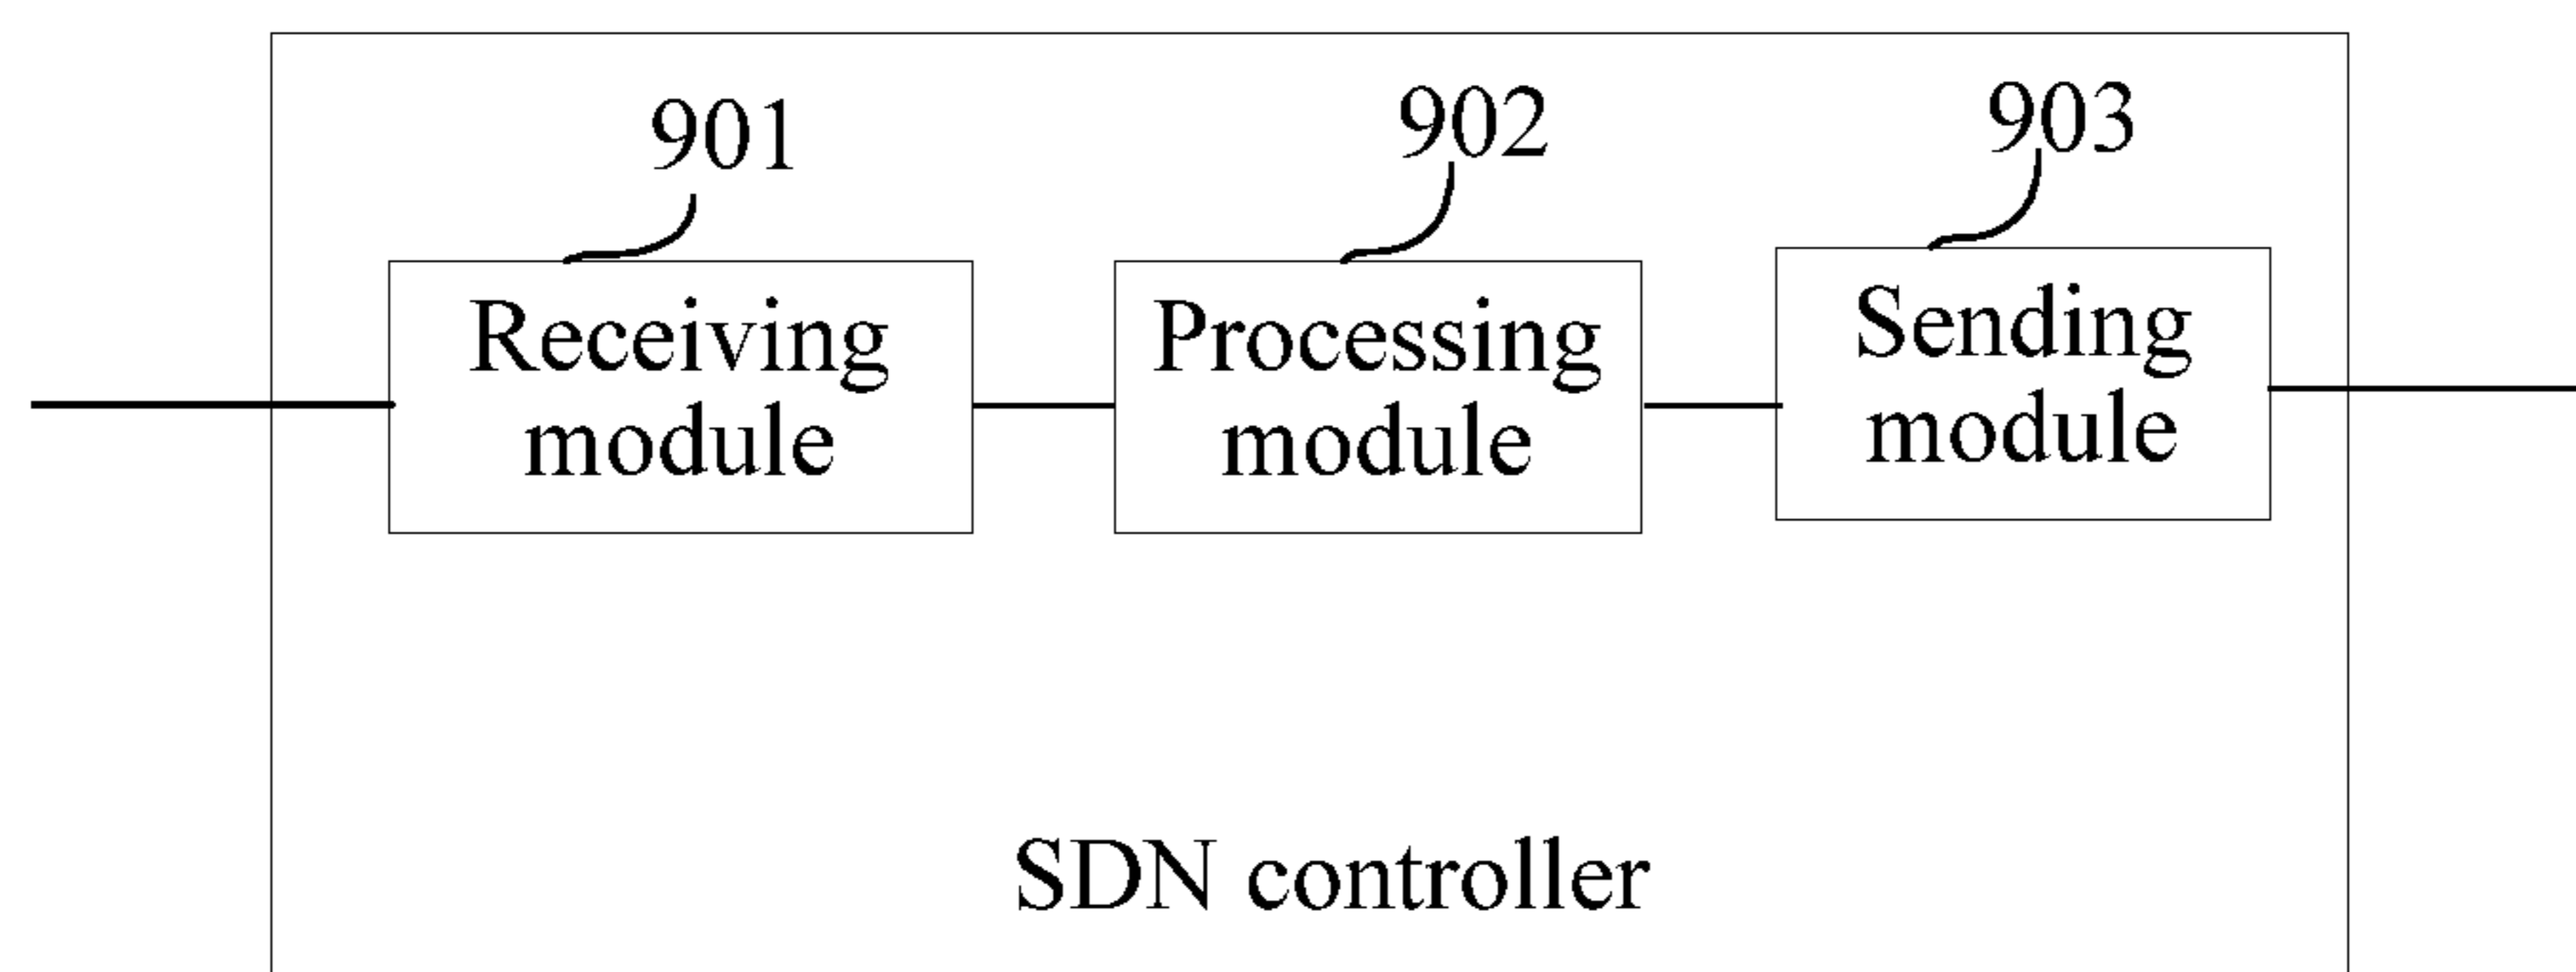 901
902
903
Receiving
module
Processing
module
Sending
module
SDN controller